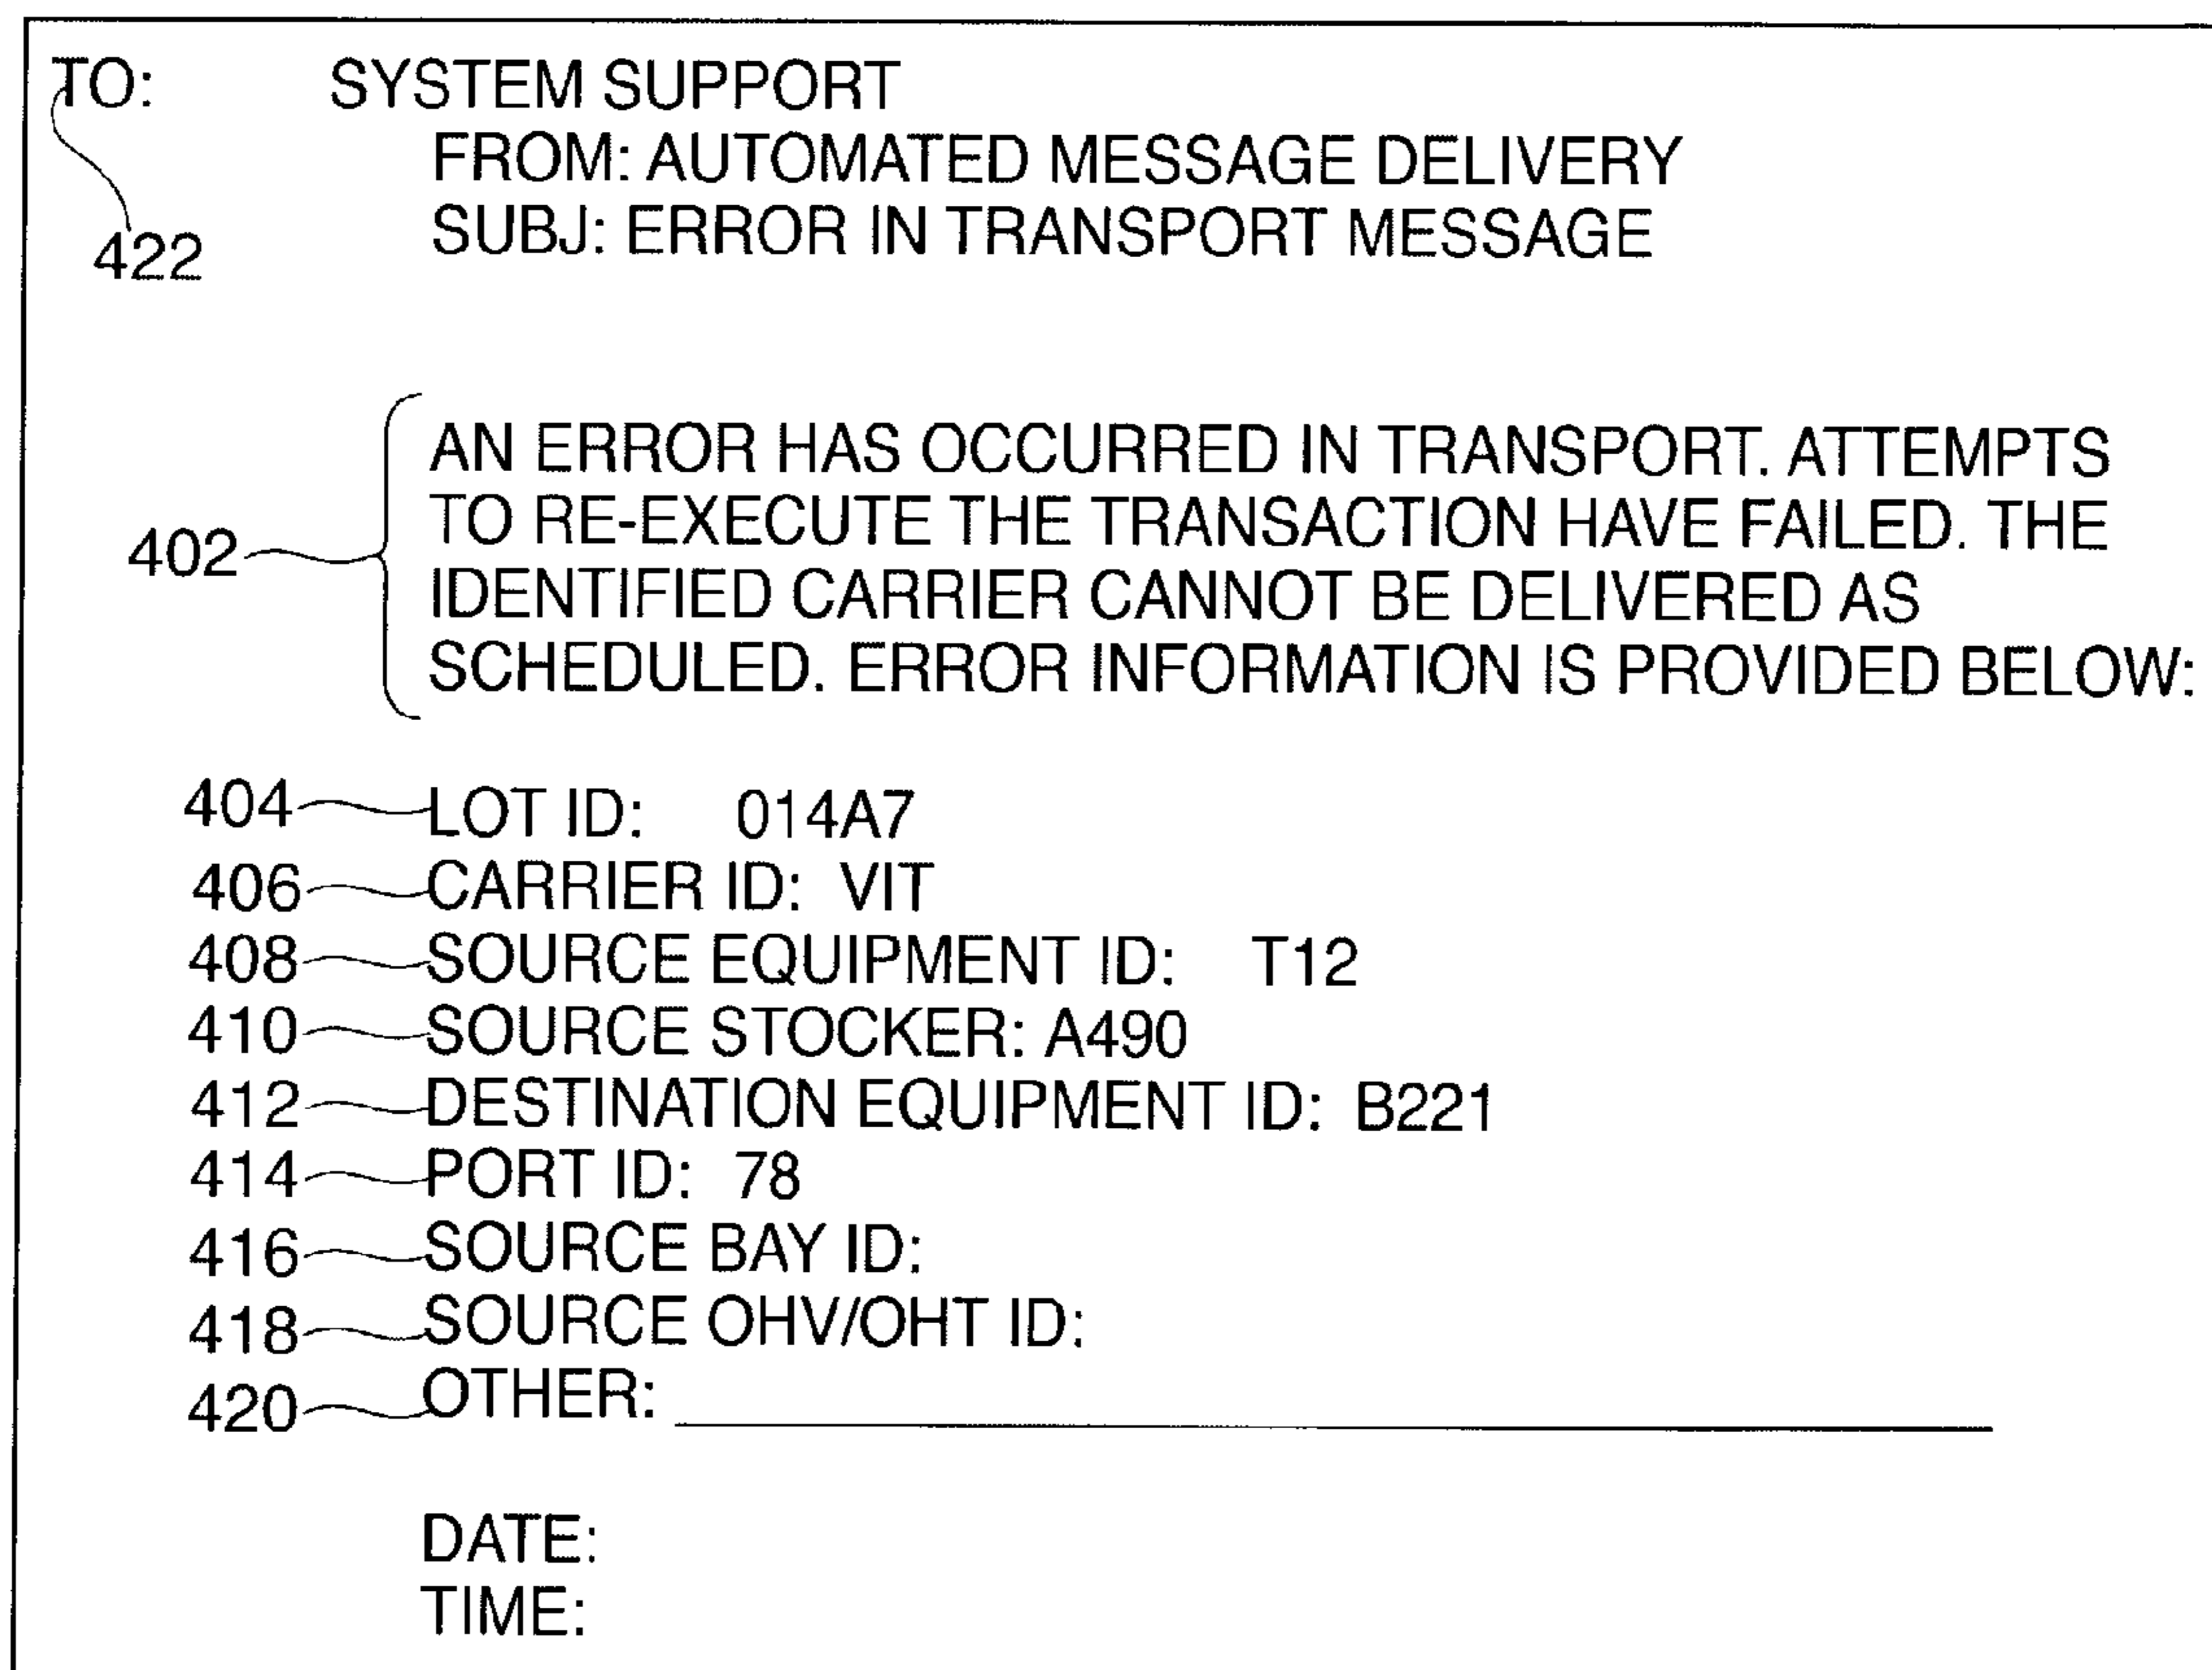 TO: SYSTEM SUPPORT
FROM: AUTOMATED MESSAGE DELIVERY
422 SUBJ: ERROR IN TRANSPORT MESSAGE
AN ERROR HAS OCCURRED IN TRANSPORT. ATTEMPTS
TO RE-EXECUTE THE TRANSACTION HAVE FAILED. THE
402 IDENTIFIED CARRIER CANNOT BE DELIVERED AS
SCHEDULED. ERROR INFORMATION IS PROVIDED BELOW:
404 LOT ID: 014A7
406 CARRIER ID: VIT
408 SOURCE EQUIPMENT ID: T12
410 SOURCE STOCKER: A490
412 DESTINATION EQUIPMENT ID: B221
414 PORT ID: 78
416 SOURCE BAY ID:
418 SOURCE OHV/OHT ID:
420 OTHER:
DATE:
TIME: